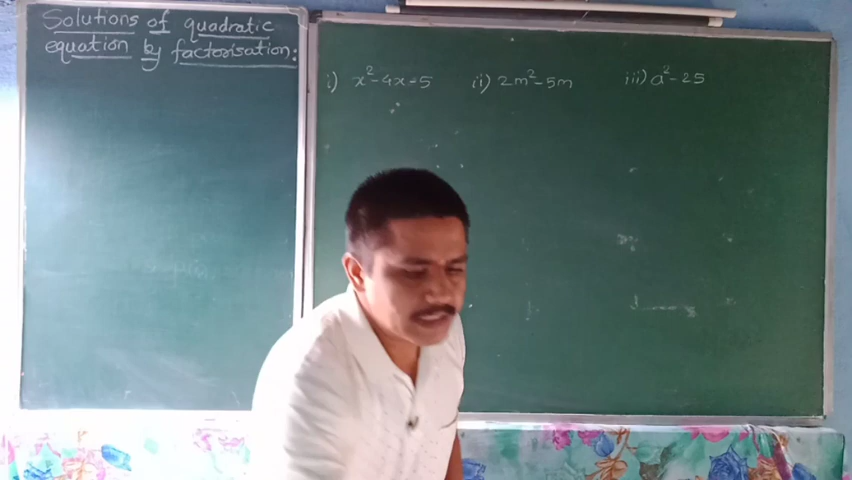 Solutions of quadratic
equation by factorisation:
i) x²-4x-5 ii) 2m²-5m iii) a²-25